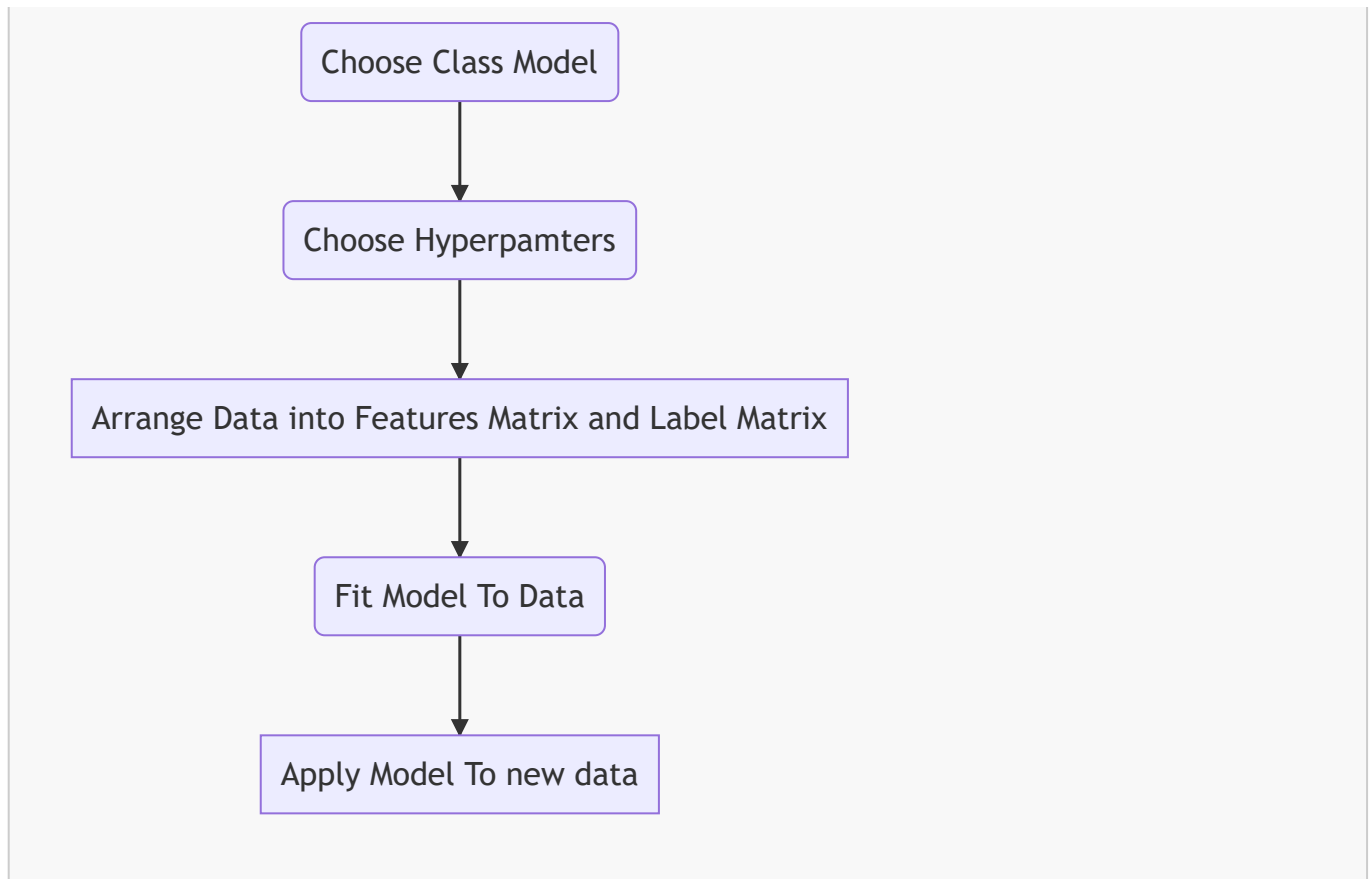 Choose Class Model
Choose Hyperpamters
Arrange Data into Features Matrix and Label Matrix
Fit Model To Data
Apply Model To new data